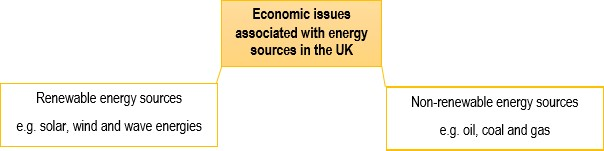 Economic issues
associated with energy
sources in the UK
Renewable energy sources
e.g. solar, wind and wave energies
Non-renewable energy sources
e.g. oil, coal and gas